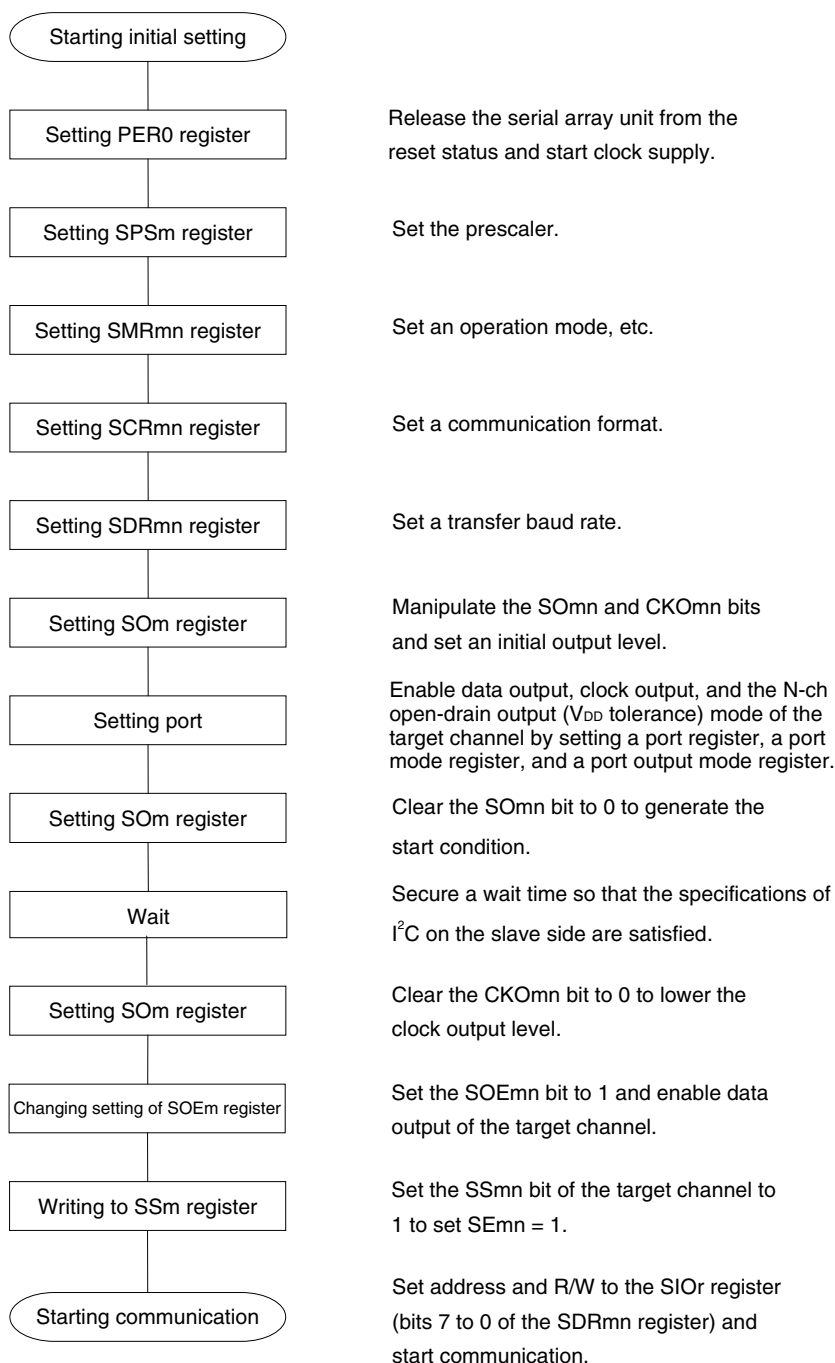 Starting initial setting
Setting PER0 register
Release the serial array unit from the
reset status and start clock supply.
Setting SPSm register
Set the prescaler.
Setting SMRmn register
Set an operation mode, etc.
Setting SCRmn register
Set a communication format.
Setting SDRmn register
Set a transfer baud rate.
Setting SOm register
Manipulate the SOmn and CKOmn bits
and set an initial output level.
Setting port
Enable data output, clock output, and the N-ch
open-drain output (VDD tolerance) mode of the
target channel by setting a port register, a port
mode register, and a port output mode register.
Setting SOm register
Clear the SOmn bit to 0 to generate the
start condition.
Wait
Secure a wait time so that the specifications of
I²C on the slave side are satisfied.
Setting SOm register
Clear the CKOmn bit to 0 to lower the
clock output level.
Changing setting of SOEm register
Set the SOEmn bit to 1 and enable data
output of the target channel.
Writing to SSm register
Set the SSmn bit of the target channel to
1 to set SEmn = 1.
Starting communication
Set address and R/W to the SIOr register
(bits 7 to 0 of the SDRmn register) and
start communication.